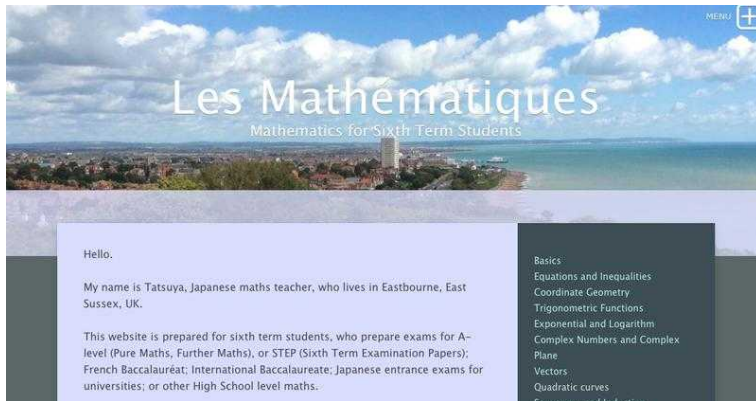 MENU
Les Mathématiques
Mathematics for Sixth Term Students
Hello.
My name is Tatsuya, Japanese maths teacher, who lives in Eastbourne, East
Sussex, UK.
This website is prepared for sixth term students, who prepare exams for A-
level (Pure Maths, Further Maths), or STEP (Sixth Term Examination Papers);
French Baccalauréat; International Baccalaureate; Japanese entrance exams for
universities; or other High School level maths.
Basics
Equations and Inequalities
Coordinate Geometry
Trigonometric Functions
Exponential and Logarithm
Complex Numbers and Complex
Plane
Vectors
Quadratic curves